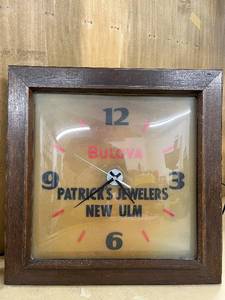 12
BULOVA
9 3
PATRICK'S JEWELERS
NEW ULM
6